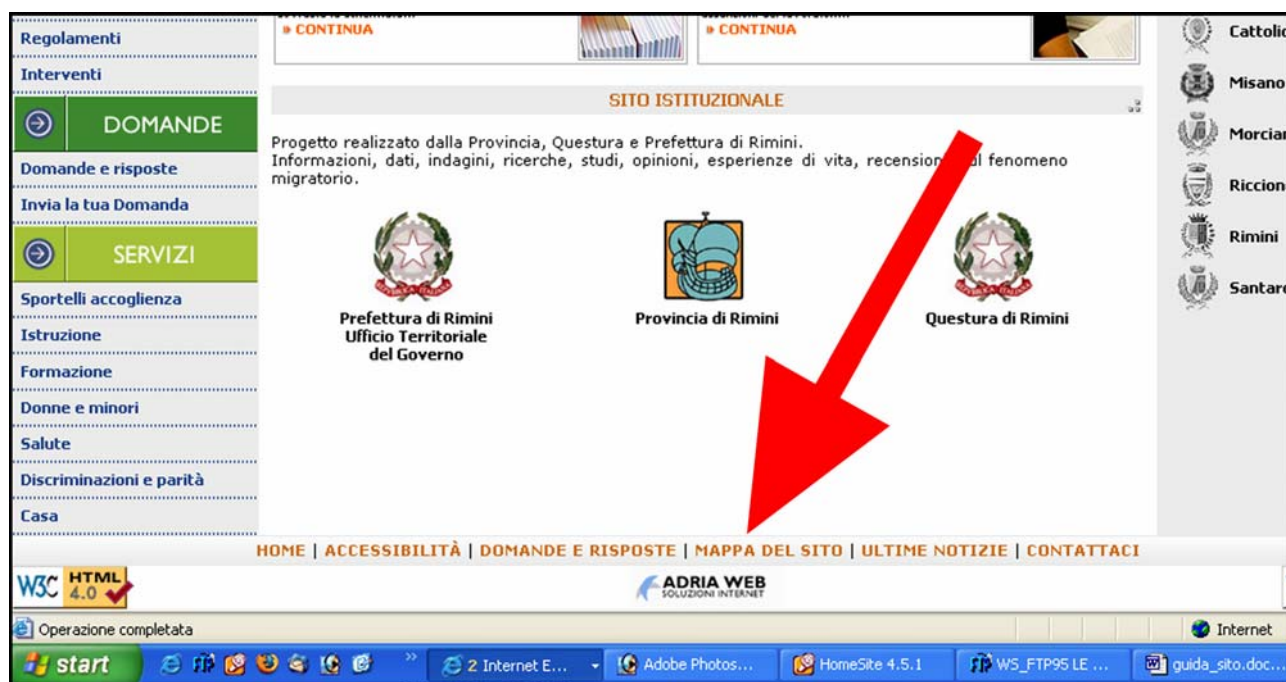 Regolamenti
Interventi
DOMANDE
Domande e risposte
Invia la tua Domanda
SERVIZI
Sportelli accoglienza
Istruzione
Formazione
Donne e minori
Salute
Discriminazioni e parità
Casa
» CONTINUA
» CONTINUA
SITO ISTITUZIONALE
Progetto realizzato dalla Provincia, Questura e Prefettura di Rimini.
Informazioni, dati, indagini, ricerche, studi, opinioni, esperienze di vita, fenomeno
migratorio.
Prefettura di Rimini
Ufficio Territoriale
del Governo
Provincia di Rimini
Questura di Rimini
Cattolic
Misano
Morcian
Riccion
Rimini
Santarc
HOME | ACCESSIBILITÀ | DOMANDE E RISPOSTE | MAPPA DEL SITO | ULTIME NOTIZIE | CONTATTACI
W3C HTML 4.0
ADRIA WEB
SOLUZIONI INTERNET
Operazione completata
Internet
start
2 Internet E...
Adobe Photos...
HomeSite 4.5.1
WS_FTP95 LE ...
guida_sito.doc...